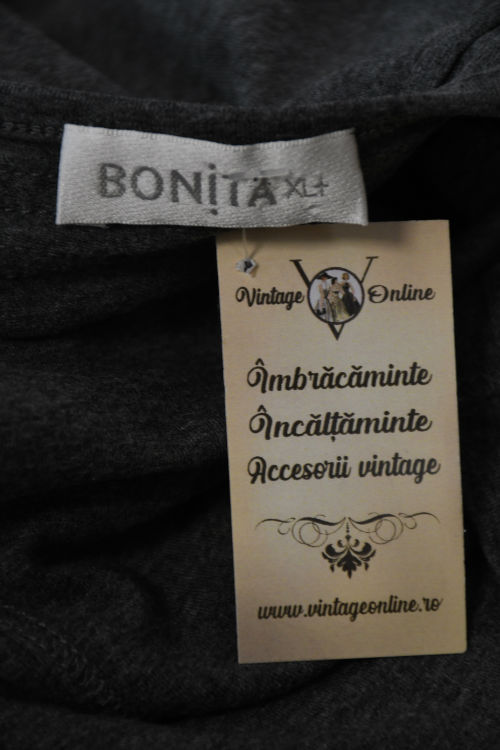 BONiTA XL+
Vintage Online
Îmbrăcăminte
Încălțăminte
Accesorii vintage
www.vintageonline.ro